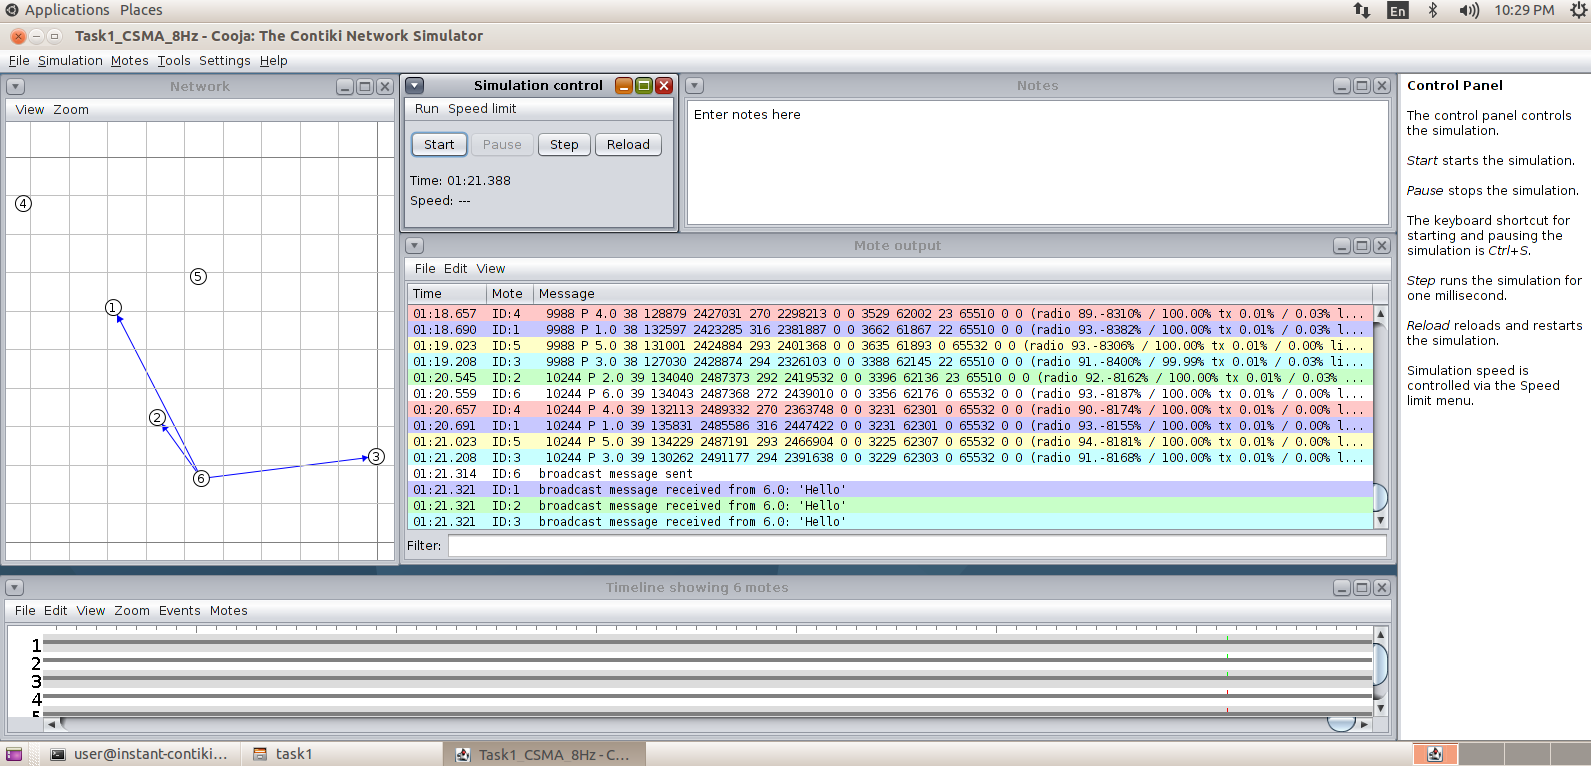 Applications Places
En 10:29 PM
Task1_CSMA_8Hz - Cooja: The Contiki Network Simulator
File Simulation Motes Tools Settings Help
Network
View Zoom
4
5
1
2
3
6
Simulation control
Run Speed limit
Start Pause Step Reload
Time: 01:21.388
Speed: ---
Notes
Enter notes here
Mote output
File Edit View
Time Mote Message
01:18.657 ID:4 9988 P 4.0 38 128879 2427031 270 2298213 0 0 3529 62002 23 65510 0 0 (radio 89.-8310% / 100.00% tx 0.01% / 0.03% l...
01:18.690 ID:1 9988 P 1.0 38 132597 2423285 316 2381887 0 0 3662 61867 22 65510 0 0 (radio 93.-8382% / 100.00% tx 0.01% / 0.03% l...
01:19.023 ID:5 9988 P 5.0 38 131001 2424884 293 2401368 0 0 3635 61893 0 65532 0 0 (radio 93.-8306% / 100.00% tx 0.01% / 0.00% li...
01:19.208 ID:3 9988 P 3.0 38 127030 2428874 294 2326103 0 0 3388 62145 22 65510 0 0 (radio 91.-8400% / 99.99% tx 0.01% / 0.03% li...
01:20.545 ID:2 10244 P 2.0 39 134040 2487373 292 2419532 0 0 3396 62136 23 65510 0 0 (radio 92.-8162% / 100.00% tx 0.01% / 0.03% ...
01:20.559 ID:6 10244 P 6.0 39 134043 2487368 272 2439010 0 0 3356 62176 0 65532 0 0 (radio 93.-8187% / 100.00% tx 0.01% / 0.00% l...
01:20.657 ID:4 10244 P 4.0 39 132113 2489332 270 2363748 0 0 3231 62301 0 65532 0 0 (radio 90.-8174% / 100.00% tx 0.01% / 0.00% l...
01:20.691 ID:1 10244 P 1.0 39 135831 2485586 316 2447422 0 0 3231 62301 0 65532 0 0 (radio 93.-8155% / 100.00% tx 0.01% / 0.00% l...
01:21.023 ID:5 10244 P 5.0 39 134229 2487191 293 2466904 0 0 3225 62307 0 65532 0 0 (radio 94.-8181% / 100.00% tx 0.01% / 0.00% l...
01:21.208 ID:3 10244 P 3.0 39 130262 2491177 294 2391638 0 0 3229 62303 0 65532 0 0 (radio 91.-8168% / 100.00% tx 0.01% / 0.00% l...
01:21.314 ID:6 broadcast message sent
01:21.321 ID:1 broadcast message received from 6.0: 'Hello'
01:21.321 ID:2 broadcast message received from 6.0: 'Hello'
01:21.321 ID:3 broadcast message received from 6.0: 'Hello'
Filter:
Control Panel
The control panel controls
the simulation.
Start starts the simulation.
Pause stops the simulation.
The keyboard shortcut for
starting and pausing the
simulation is Ctrl+S.
Step runs the simulation for
one millisecond.
Reload reloads and restarts
the simulation.
Simulation speed is
controlled via the Speed
limit menu.
Timeline showing 6 motes
File Edit View Zoom Events Motes
1
2
3
4
5
user@instant-contiki... task1 Task1_CSMA_8Hz - C...